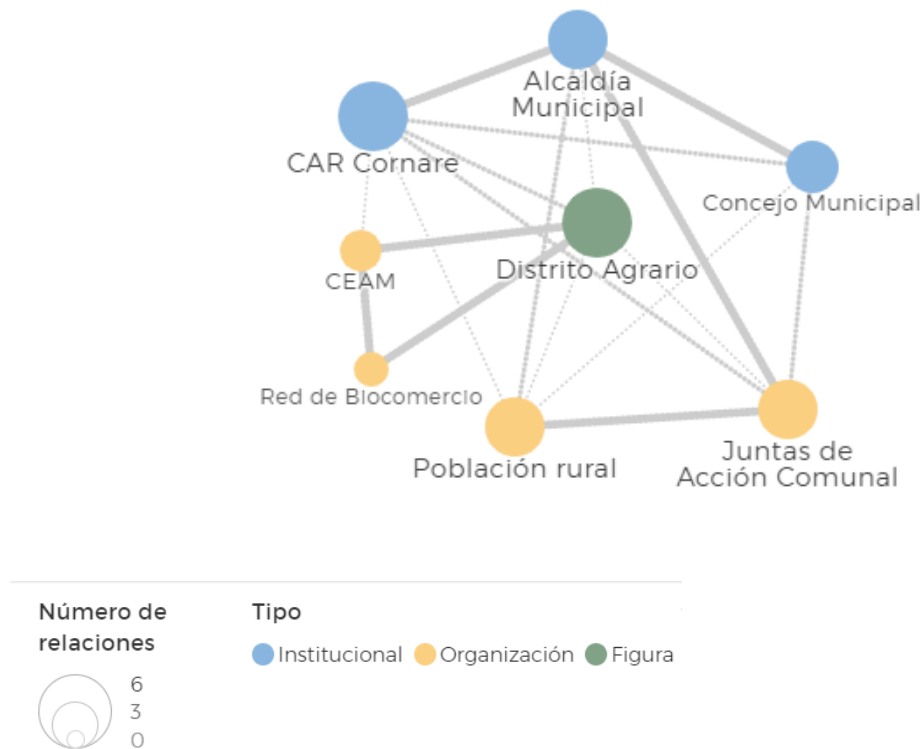 Alcaldía
Municipal
CAR Cornare
Concejo Municipal
Distrito Agrario
CEAM
Red de Biocomercio
Población rural
Juntas de
Acción Comunal
Número de
relaciones
6
3
0
Tipo
Institucional
Organización
Figura